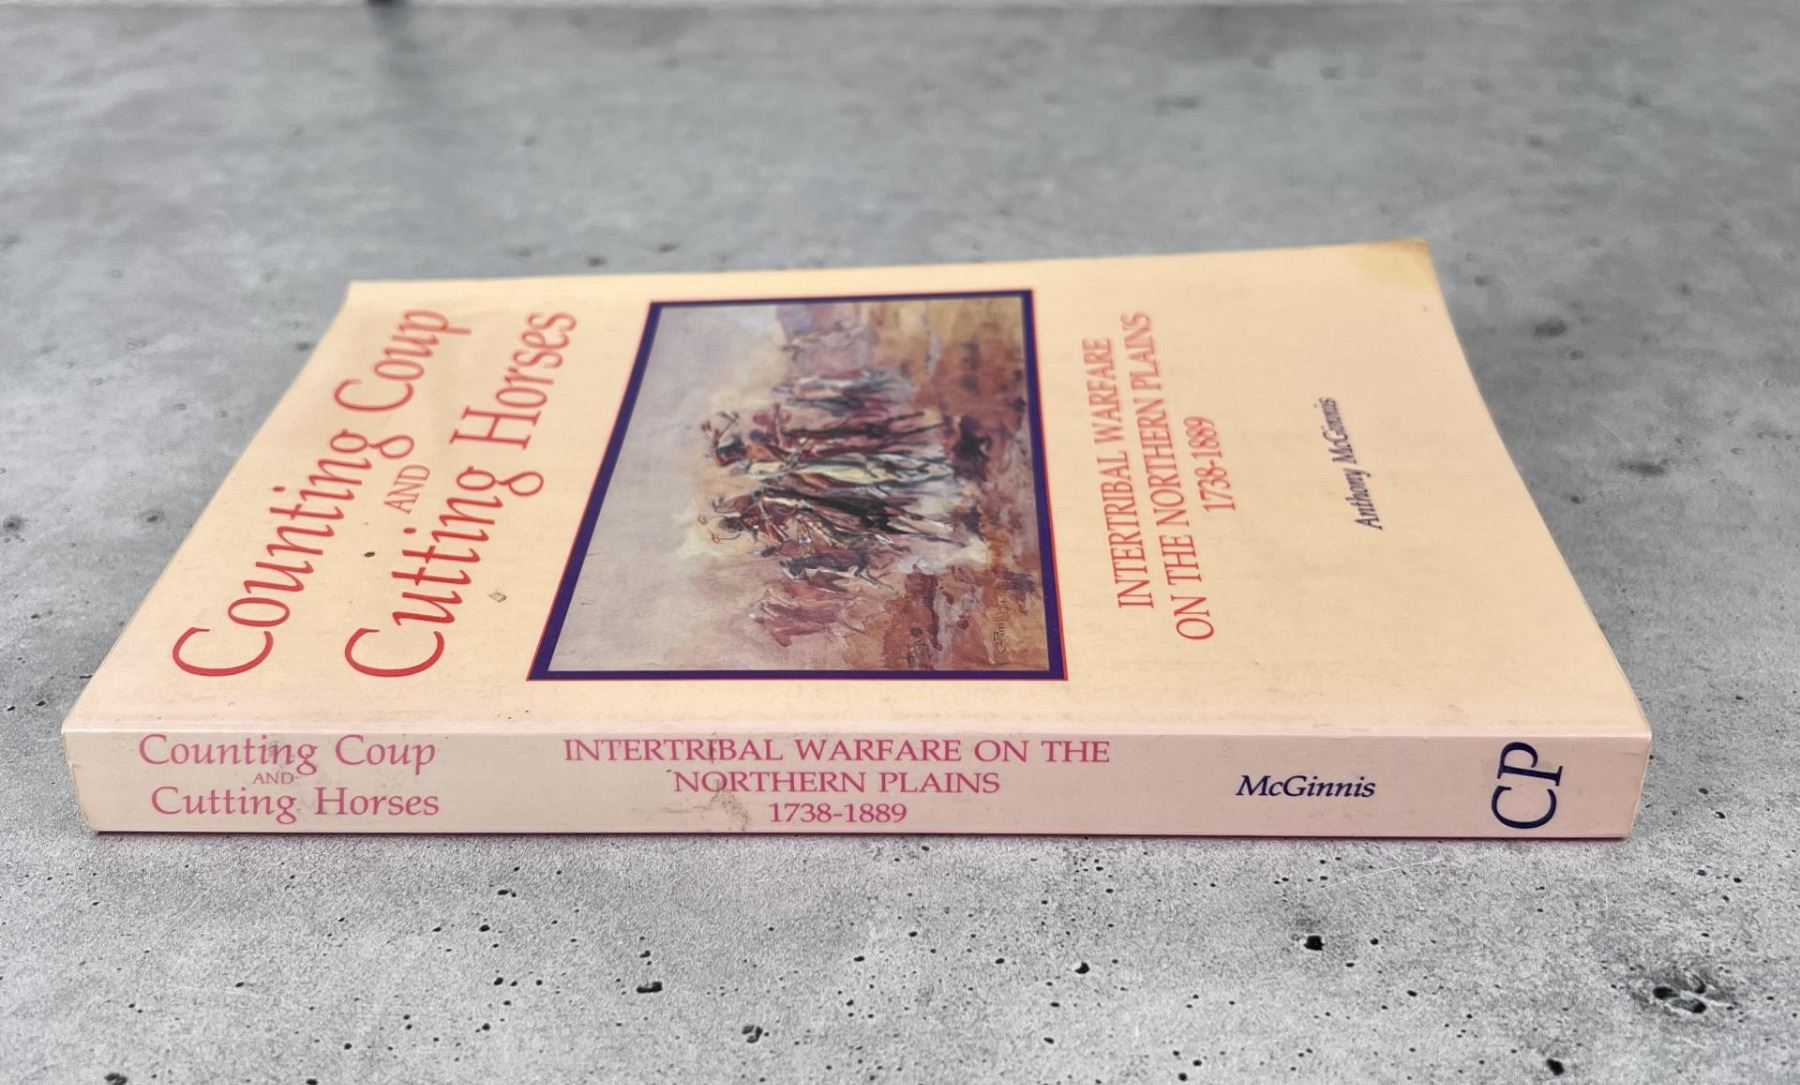 Counting Coup
AND
Cutting Horses
INTERTRIBAL WARFARE
ON THE NORTHERN PLAINS
1738-1889
Anthony McGinnis
Counting Coup
AND
Cutting Horses
INTERTRIBAL WARFARE ON THE
NORTHERN PLAINS
1738-1889
McGinnis
CP